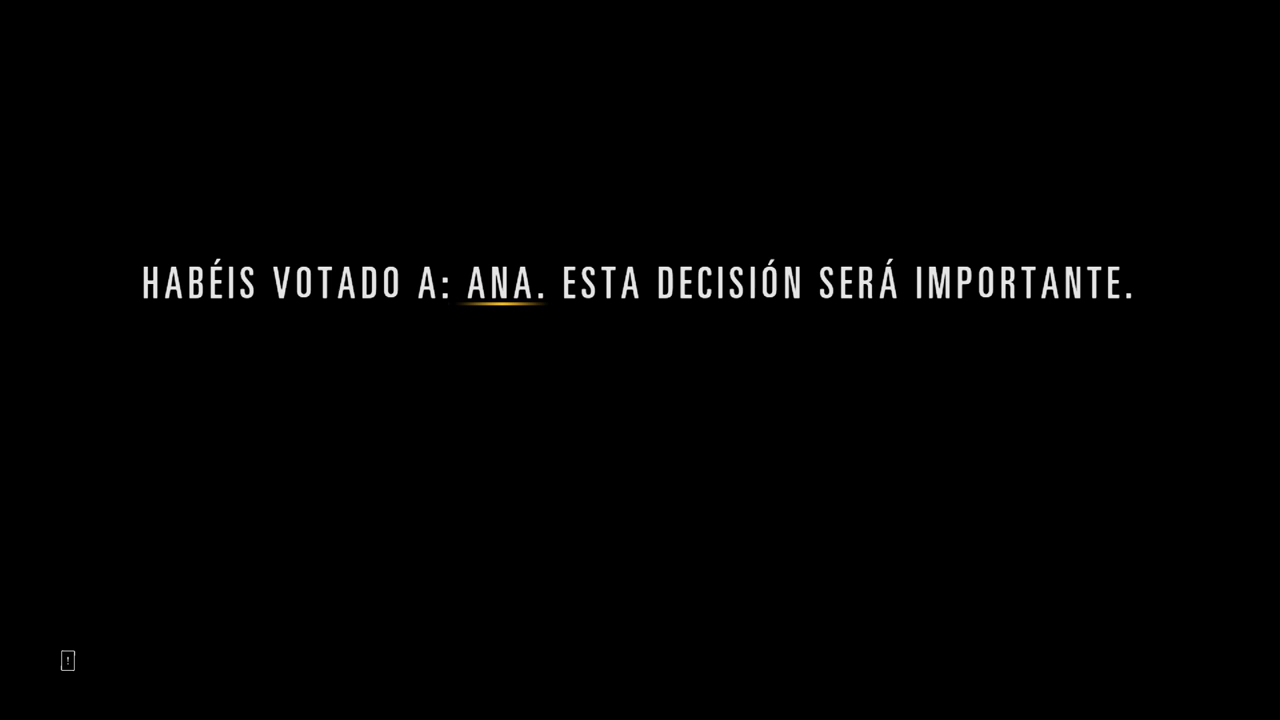 HABÉIS VOTADO A: ANA. ESTA DECISIÓN SERÁ IMPORTANTE.
!